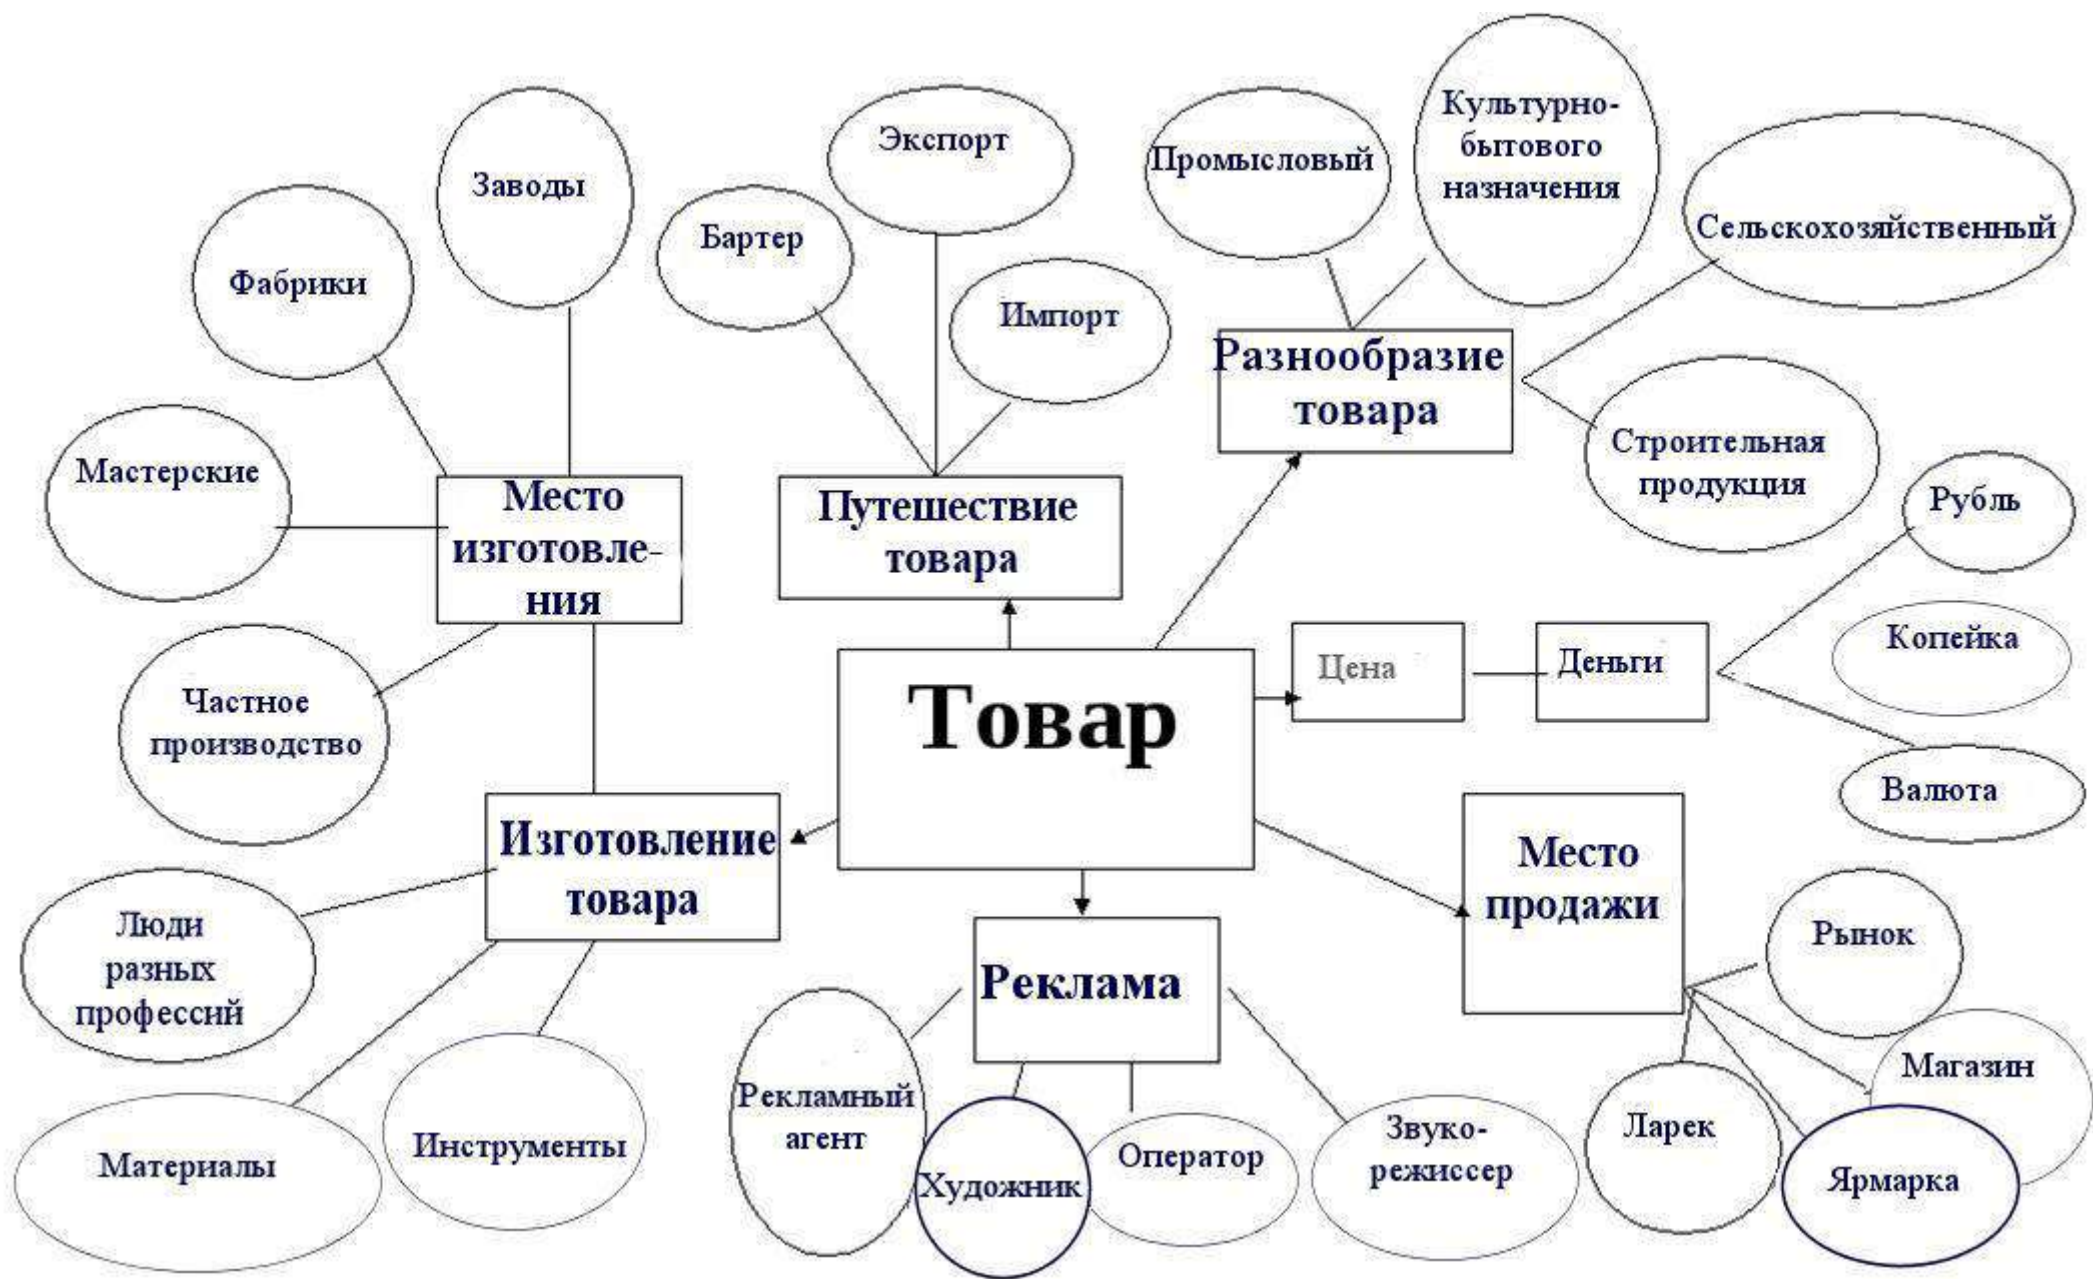 Культурно-
бытового
назначения
Экспорт
Промысловый
Заводы
Сельскохозяйственный
Бартер
Фабрики
Импорт
Разнообразие
товара
Строительная
продукция
Мастерские
Место
изготовле-
ния
Путешествие
товара
Рубль
Копейка
Цена
Деньги
Частное
производство
Товар
Валюта
Изготовление
товара
Место
продажи
Люди
разных
профессий
Рынок
Реклама
Магазин
Рекламный
агент
Звуко-
режиссер
Ларек
Материалы
Инструменты
Художник
Оператор
Ярмарка